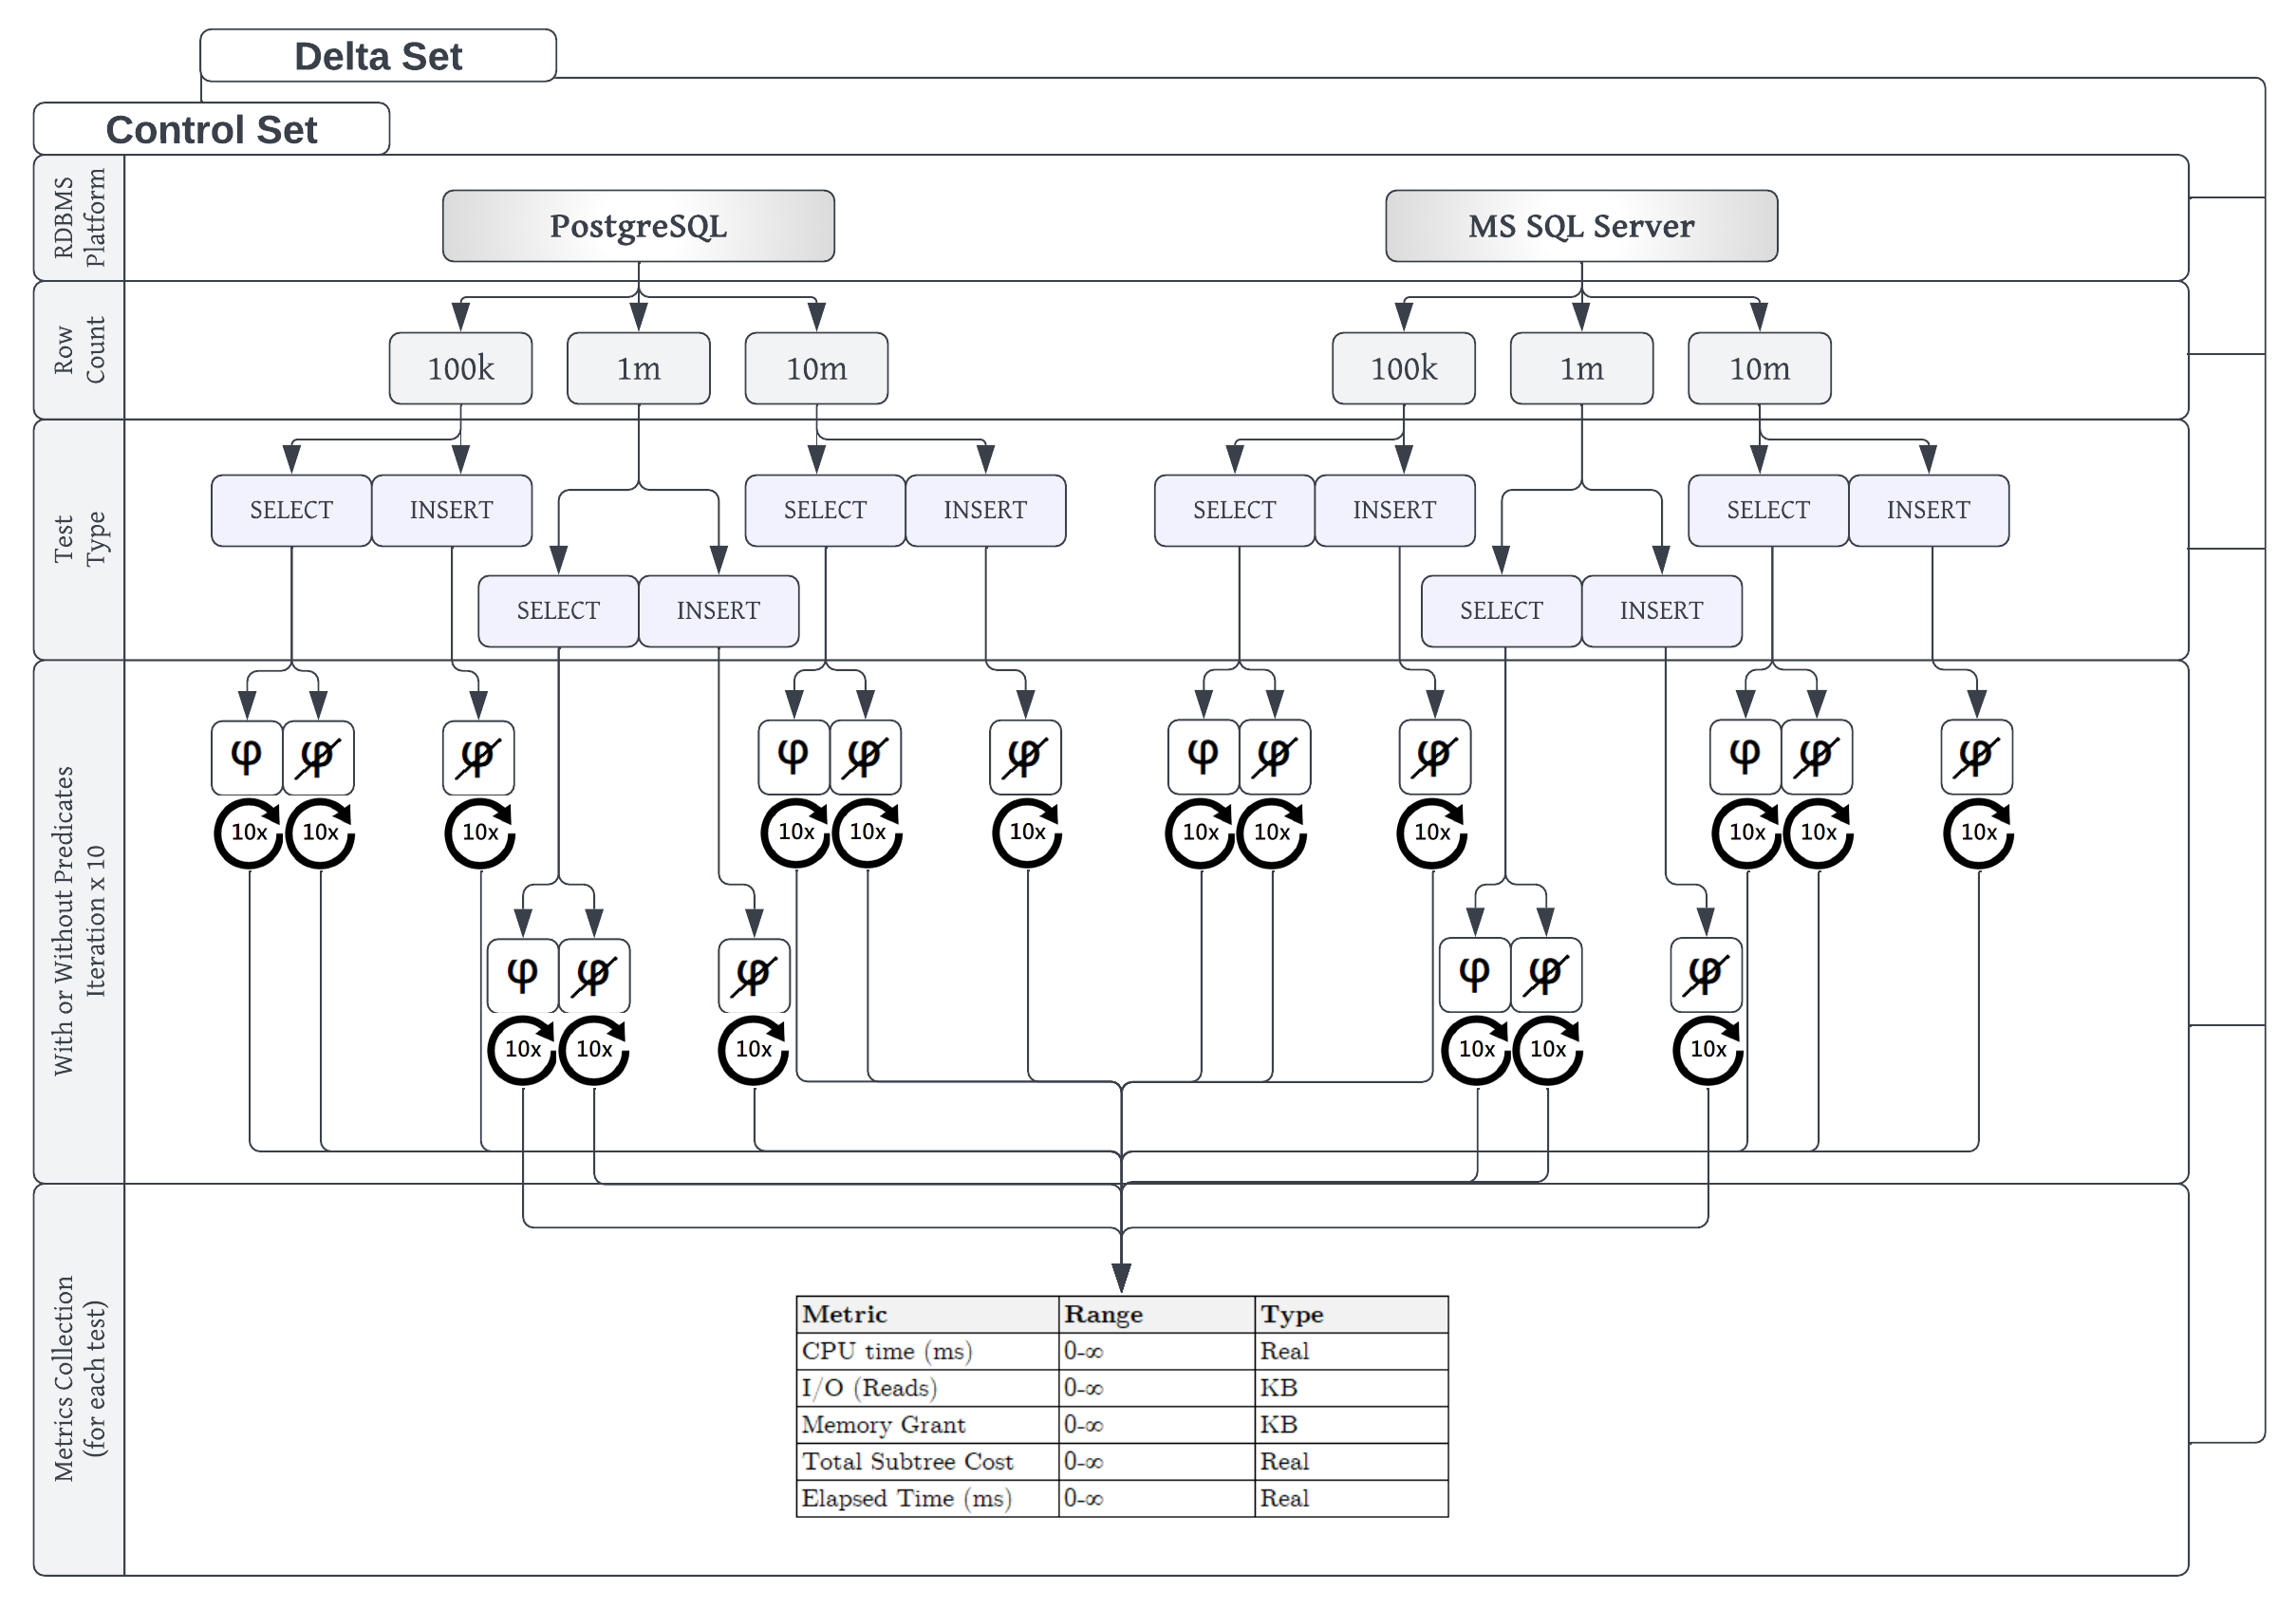 Delta Set
Control Set
RDBMS
Platform
PostgreSQL
MS SQL Server
Row
Count
100k
1m
10m
100k
1m
10m
Test
Type
SELECT
INSERT
SELECT
INSERT
SELECT
INSERT
SELECT
INSERT
SELECT
INSERT
SELECT
INSERT
With or Without Predicates
Iteration x 10
φ
φ̸
φ̸
φ
φ̸
φ̸
φ
φ̸
φ̸
φ
φ̸
φ̸
10x
10x
10x
10x
10x
10x
10x
10x
10x
10x
10x
10x
φ
φ̸
φ̸
φ
φ̸
φ̸
10x
10x
10x
10x
10x
10x
Metrics Collection
(for each test)
Metric Range Type
CPU time (ms) 0-∞ Real
I/O (Reads) 0-∞ KB
Memory Grant 0-∞ KB
Total Subtree Cost 0-∞ Real
Elapsed Time (ms) 0-∞ Real